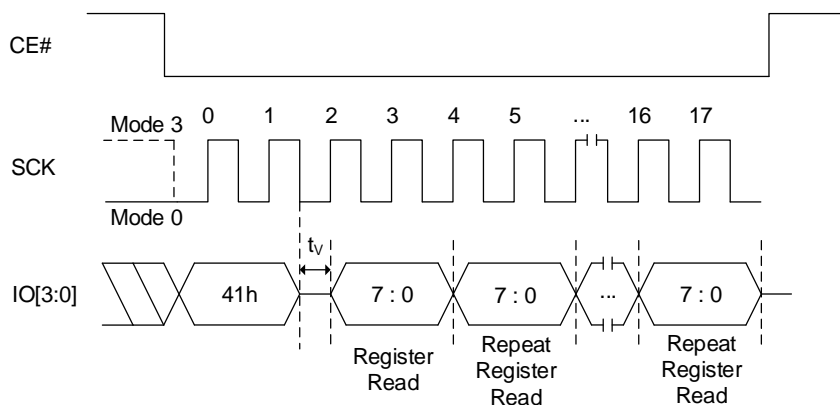 CE#
Mode 3
0 1 2 3 4 5 ... 16 17
SCK
Mode 0
tV
IO[3:0]
41h 7 : 0 7 : 0 ... 7 : 0
Register
Read
Repeat
Register
Read
Repeat
Register
Read